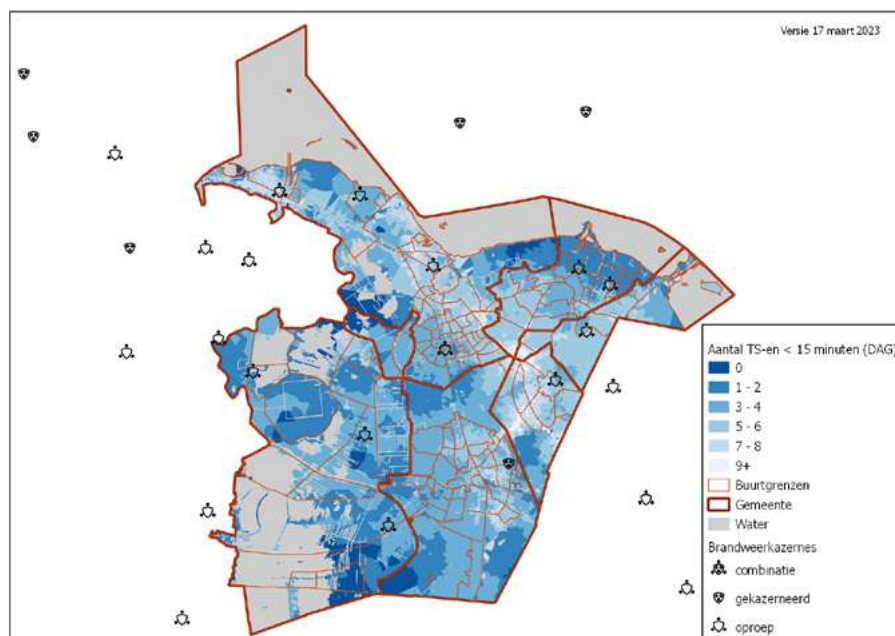 Versie 17 maart 2023
Aantal TS-en < 15 minuten (DAG)
0
1 - 2
3 - 4
5 - 6
7 - 8
9+
Buurtgrenzen
Gemeente
Water
Brandweerkazernes
combinatie
gekazerneerd
oproep